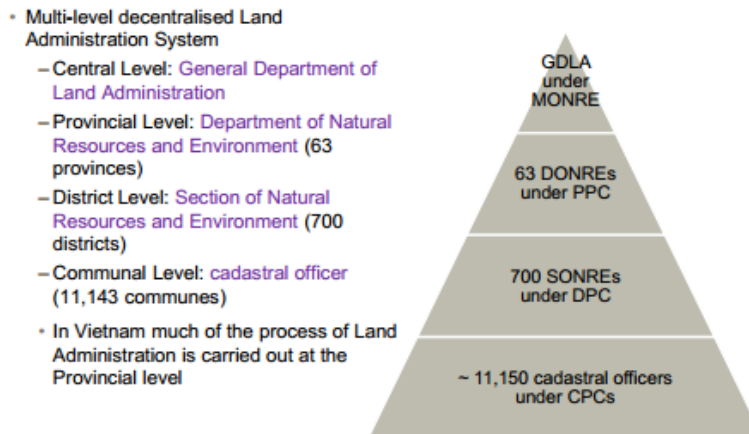 • Multi-level decentralised Land
Administration System
– Central Level: General Department of
Land Administration
– Provincial Level: Department of Natural
Resources and Environment (63
provinces)
– District Level: Section of Natural
Resources and Environment (700
districts)
– Communal Level: cadastral officer
(11,143 communes)
• In Vietnam much of the process of Land
Administration is carried out at the
Provincial level
GDLA
under
MONRE
63 DONREs
under PPC
700 SONREs
under DPC
~ 11,150 cadastral officers
under CPCs